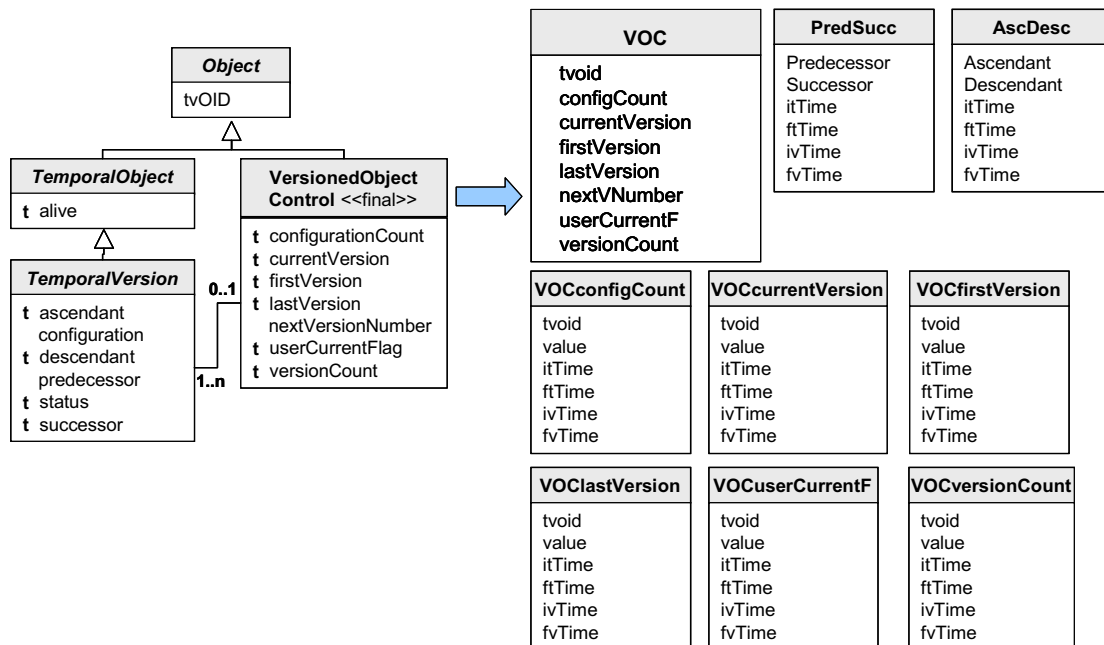 Object
tvOID
TemporalObject
t alive
TemporalVersion
t ascendant
configuration
t descendant
predecessor
t status
t successor
0..1
1..n
VersionedObject
Control <<final>>
t configurationCount
t currentVersion
t firstVersion
t lastVersion
nextVersionNumber
t userCurrentFlag
t versionCount
VOC
tvoid
configCount
currentVersion
firstVersion
lastVersion
nextVNumber
userCurrentF
versionCount
PredSucc
Predecessor
Successor
itTime
ftTime
ivTime
fvTime
AscDesc
Ascendant
Descendant
itTime
ftTime
ivTime
fvTime
VOCconfigCount
tvoid
value
itTime
ftTime
ivTime
fvTime
VOCcurrentVersion
tvoid
value
itTime
ftTime
ivTime
fvTime
VOCfirstVersion
tvoid
value
itTime
ftTime
ivTime
fvTime
VOClastVersion
tvoid
value
itTime
ftTime
ivTime
fvTime
VOCuserCurrentF
tvoid
value
itTime
ftTime
ivTime
fvTime
VOCversionCount
tvoid
value
itTime
ftTime
ivTime
fvTime